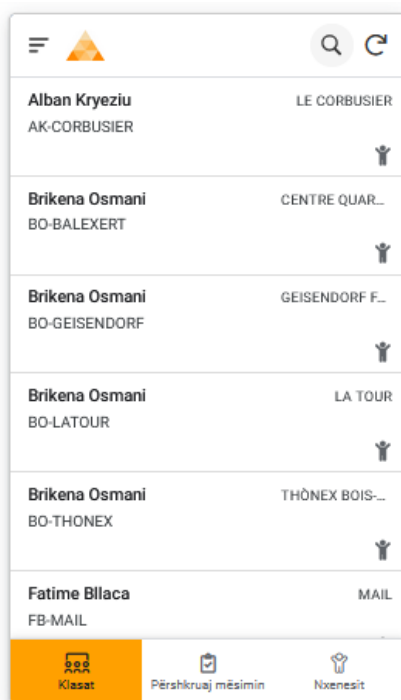 Alban Kryeziu LE CORBUSIER
AK-CORBUSIER
Brikena Osmani CENTRE QUAR...
BO-BALEXERT
Brikena Osmani GEISENDORF F...
BO-GEISENDORF
Brikena Osmani LA TOUR
BO-LATOUR
Brikena Osmani THÒNEX BOIS-...
BO-THONEX
Fatime Bllaca MAIL
FB-MAIL
Klasat Përshkruaj mësimin Nxenesit